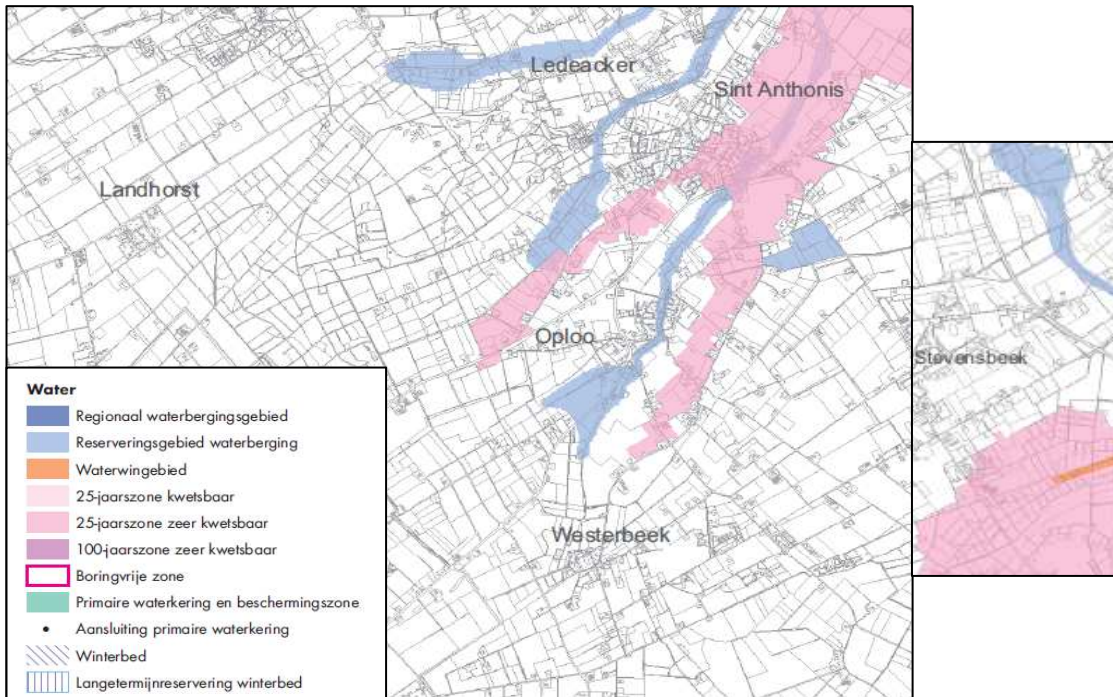 Ledeacker
Sint Anthonis
Landhorst
Stevensbeek
Oploo
Westerbeek
Water
Regionaal waterbergingsgebied
Reserveringsgebied waterberging
Waterwingebied
25-jaarszone kwetsbaar
25-jaarszone zeer kwetsbaar
100-jaarszone zeer kwetsbaar
Boringvrije zone
Primaire waterkering en beschermingszone
Aansluiting primaire waterkering
Winterbed
Langetermijnreservering winterbed